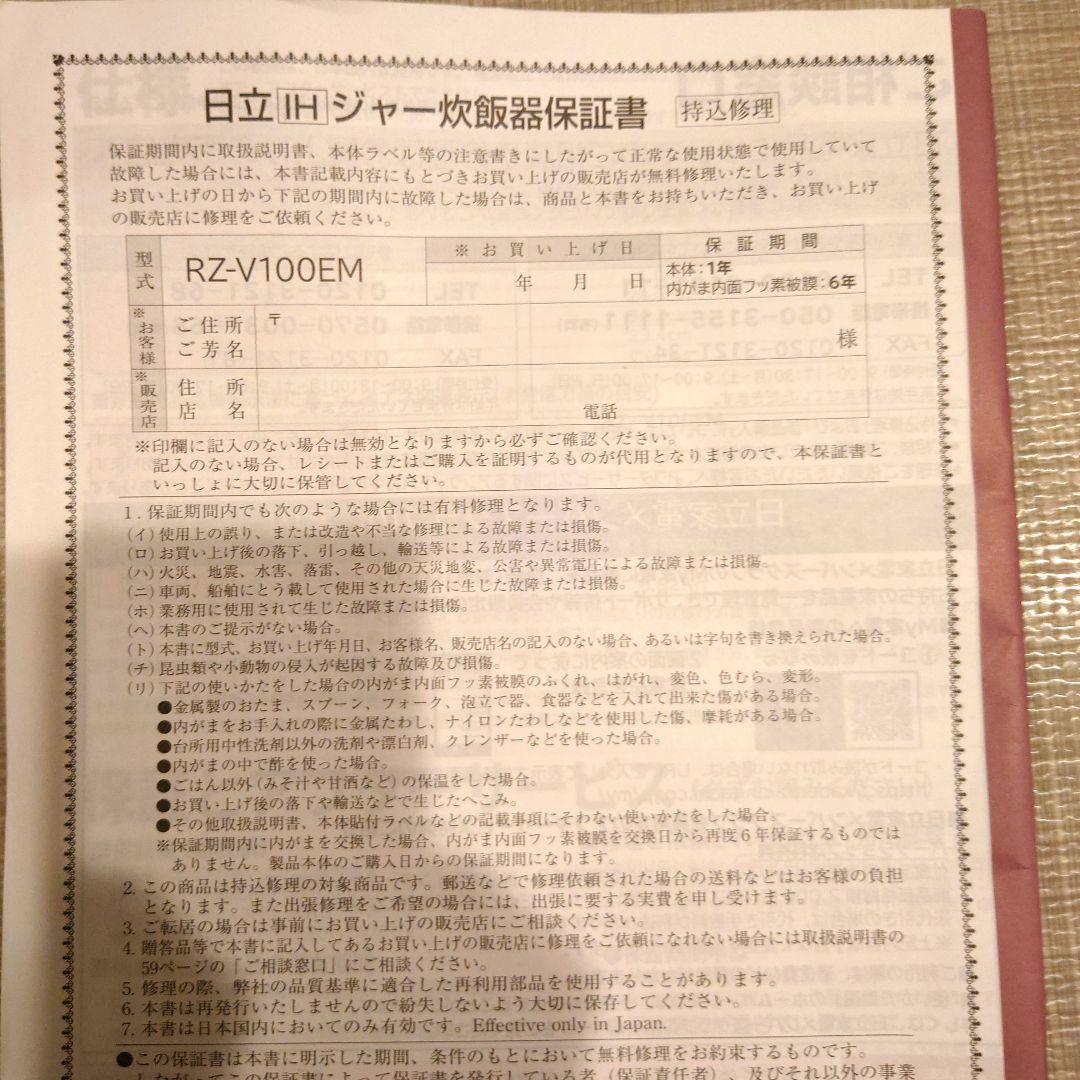 日立 IH ジャー炊飯器保証書 持込修理
保証期間内に取扱説明書、本体ラベル等の注意書きにしたがって正常な使用状態で使用していて
故障した場合には、本書記載内容にもとづきお買い上げの販売店が無料修理いたします。
お買い上げの日から下記の期間内に故障した場合は、商品と本書をお持ちいただき、お買い上げ
の販売店に修理をご依頼ください。
型式 RZ-V100EM
※お買い上げ日
年 月 日
保証期間
本体：1年
内がま内面フッ素被膜：6年
※お客様
ご住所 〒
ご芳名 様
※販売店
住所
店名 電話
※印欄に記入のない場合は無効となりますから必ずご確認ください。
記入のない場合、レシートまたはご購入を証明するものが代用となりますので、本保証書と
いっしょに大切に保管してください。
1. 保証期間内でも次のような場合には有料修理となります。
(イ) 使用上の誤り、または改造や不当な修理による故障または損傷。
(ロ) お買い上げ後の落下、引っ越し、輸送等による故障または損傷。
(ハ) 火災、地震、水害、落雷、その他の天災地変、公害や異常電圧による故障または損傷。
(ニ) 車両、船舶にとう載して使用された場合に生じた故障または損傷。
(ホ) 業務用に使用されて生じた故障または損傷。
(ヘ) 本書のご提示がない場合。
(ト) 本書に型式、お買い上げ年月日、お客様名、販売店名の記入のない場合、あるいは字句を書き換えられた場合。
(チ) 昆虫類や小動物の侵入が起因する故障及び損傷。
(リ) 下記の使いかたをした場合の内がま内面フッ素被膜のふくれ、はがれ、変色、色むら、変形。
●金属製のおたま、スプーン、フォーク、泡立て器、食器などを入れて出来た傷がある場合。
●内がまをお手入れの際に金属たわし、ナイロンたわしなどを使用した傷、摩耗がある場合。
●台所用中性洗剤以外の洗剤や漂白剤、クレンザーなどを使った場合。
●内がまの中で酢を使った場合。
●ごはん以外(みそ汁や甘酒など)の保温をした場合。
●お買い上げ後の落下や輸送などで生じたへこみ。
●その他取扱説明書、本体貼付ラベルなどの記載事項にそわない使いかたをした場合。
※保証期間内に内がまを交換した場合、内がま内面フッ素被膜を交換日から再度6年保証するものでは
ありません。製品本体のご購入日からの保証期間になります。
2. この商品は持込修理の対象商品です。郵送などで修理依頼された場合の送料などはお客様の負担
となります。また出張修理をご希望の場合には、出張に要する実費を申し受けます。
3. ご転居の場合は事前にお買い上げの販売店にご相談ください。
4. 贈答品等で本書に記入してあるお買い上げの販売店に修理をご依頼になれない場合には取扱説明書の
59ページの「ご相談窓口」にご相談ください。
5. 修理の際、弊社の品質基準に適合した再利用部品を使用することがあります。
6. 本書は再発行いたしませんので紛失しないよう大切に保存してください。
7. 本書は日本国内においてのみ有効です。Effective only in Japan.
●この保証書は本書に明示した期間、条件のもとにおいて無料修理をお約束するものです。
したがってこの保証書によって保証書を発行している者(保証責任者)、及びそれ以外の事業